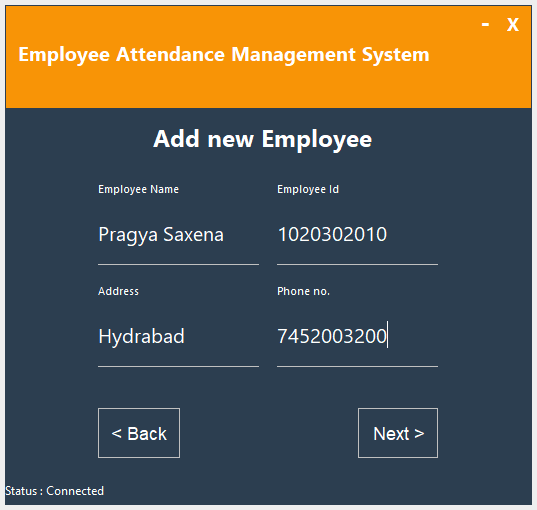 - X
Employee Attendance Management System
Add new Employee
Employee Name Employee Id
Pragya Saxena 1020302010
Address Phone no.
Hydrabad 7452003200
< Back Next >
Status : Connected